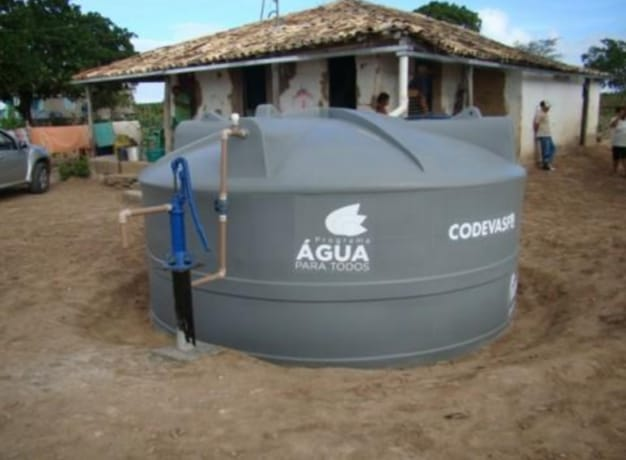 Programa
ÁGUA
PARA TODOS
CODEVASF